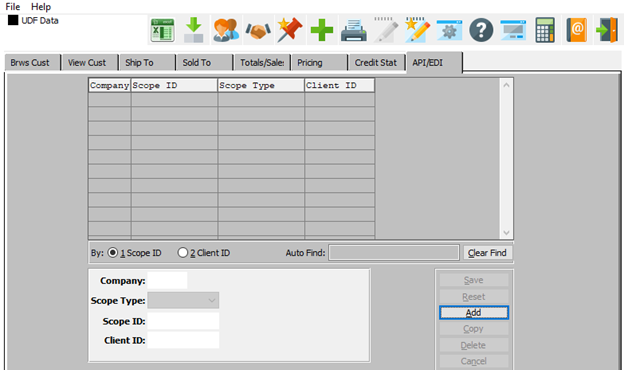 File Help
UDF Data
Brws Cust View Cust Ship To Sold To Totals/Sales Pricing Credit Stat API/EDI
Company Scope ID Scope Type Client ID
By: 1 Scope ID 2 Client ID Auto Find: Clear Find
Company:
Scope Type:
Scope ID:
Client ID:
Save
Reset
Add
Copy
Delete
Cancel